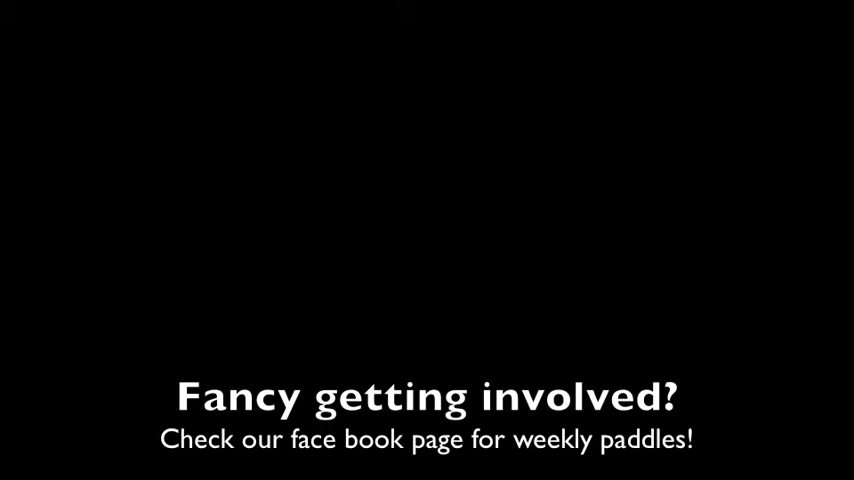 Fancy getting involved?
Check our face book page for weekly paddles!